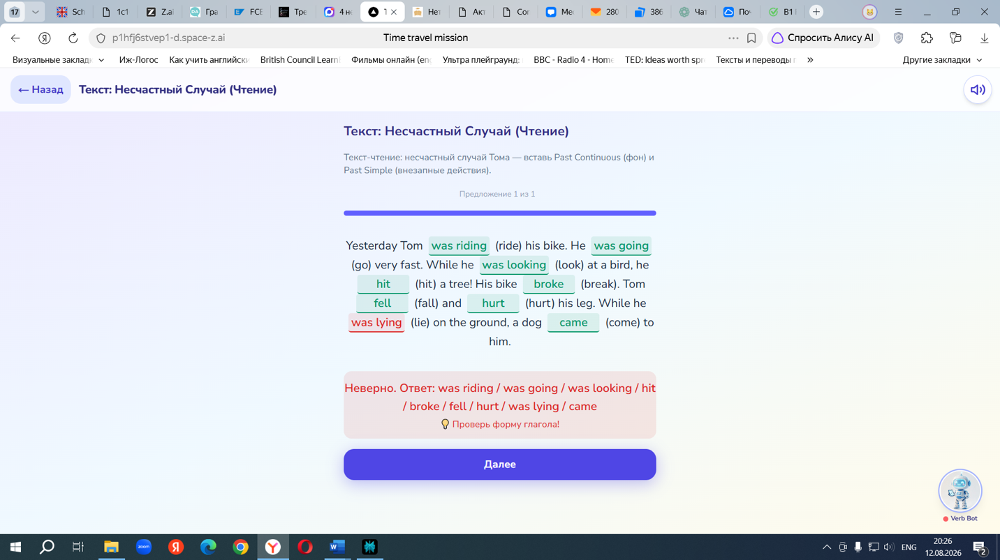 17
Sch
1c1
Z.ai
Гра
FCE
Тре
4 не
Нет
Акт
Cor
Мес
280
386
Чат
Поч
B1
p1hfj6stvep1-d.space-z.ai
Time travel mission
Спросить Алису AI
Визуальные заклад
Иж-Логос
Как учить английски
British Council Learn
Фильмы онлайн (eng
Ультра плейграунд:
BBC - Radio 4 - Home
TED: Ideas worth spr
Тексты и переводы
»
Другие закладки
← Назад
Текст: Несчастный Случай (Чтение)
Текст: Несчастный Случай (Чтение)
Текст-чтение: несчастный случай Тома — вставь Past Continuous (фон) и
Past Simple (внезапные действия).
Предложение 1 из 1
Yesterday Tom was riding (ride) his bike. He was going
(go) very fast. While he was looking (look) at a bird, he
hit (hit) a tree! His bike broke (break). Tom
fell (fall) and hurt (hurt) his leg. While he
was lying (lie) on the ground, a dog came (come) to
him.
Неверно. Ответ: was riding / was going / was looking / hit
/ broke / fell / hurt / was lying / came
Проверь форму глагола!
Далее
Verb Bot
zoom
ENG
20:26
12.08.2026
2